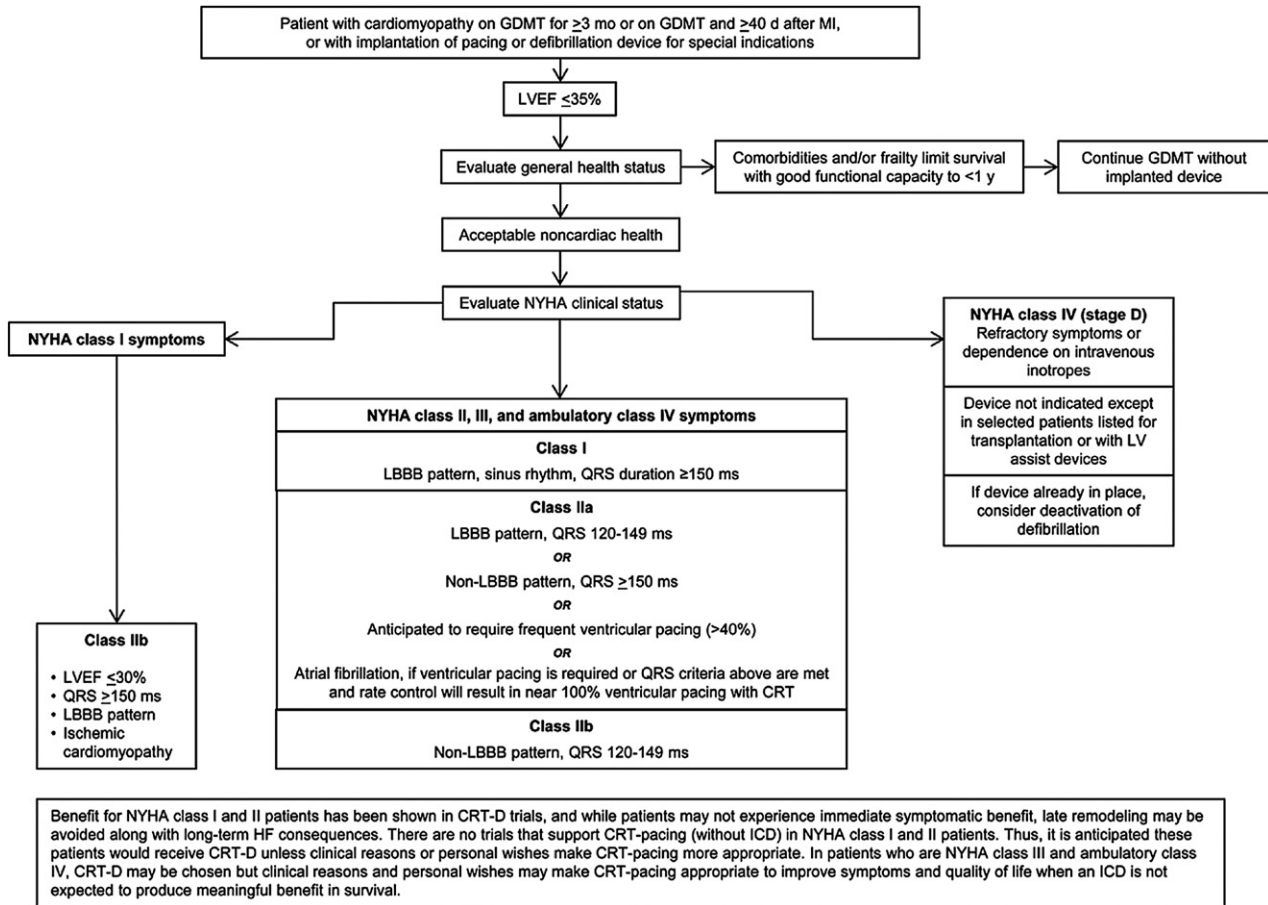 Patient with cardiomyopathy on GDMT for ≥3 mo or on GDMT and ≥40 d after MI,
or with implantation of pacing or defibrillation device for special indications
LVEF ≤35%
Evaluate general health status
Comorbidities and/or frailty limit survival
with good functional capacity to <1 y
Continue GDMT without
implanted device
Acceptable noncardiac health
Evaluate NYHA clinical status
NYHA class I symptoms
NYHA class IV (stage D)
Refractory symptoms or
dependence on intravenous
inotropes
Device not indicated except
in selected patients listed for
transplantation or with LV
assist devices
If device already in place,
consider deactivation of
defibrillation
NYHA class II, III, and ambulatory class IV symptoms
Class I
LBBB pattern, sinus rhythm, QRS duration ≥150 ms
Class IIa
LBBB pattern, QRS 120-149 ms
OR
Non-LBBB pattern, QRS ≥150 ms
OR
Anticipated to require frequent ventricular pacing (>40%)
OR
Atrial fibrillation, if ventricular pacing is required or QRS criteria above are met
and rate control will result in near 100% ventricular pacing with CRT
Class IIb
Non-LBBB pattern, QRS 120-149 ms
Class IIb
• LVEF ≤30%
• QRS ≥150 ms
• LBBB pattern
• Ischemic
cardiomyopathy
Benefit for NYHA class I and II patients has been shown in CRT-D trials, and while patients may not experience immediate symptomatic benefit, late remodeling may be
avoided along with long-term HF consequences. There are no trials that support CRT-pacing (without ICD) in NYHA class I and II patients. Thus, it is anticipated these
patients would receive CRT-D unless clinical reasons or personal wishes make CRT-pacing more appropriate. In patients who are NYHA class III and ambulatory class
IV, CRT-D may be chosen but clinical reasons and personal wishes may make CRT-pacing appropriate to improve symptoms and quality of life when an ICD is not
expected to produce meaningful benefit in survival.